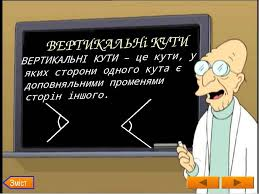 ВЕРТИКАЛЬНі КУТИ
ВЕРТИКАЛЬНІ КУТИ – це кути, у
яких сторони одного кута є
доповняльними променями
сторін іншого.
Зміст